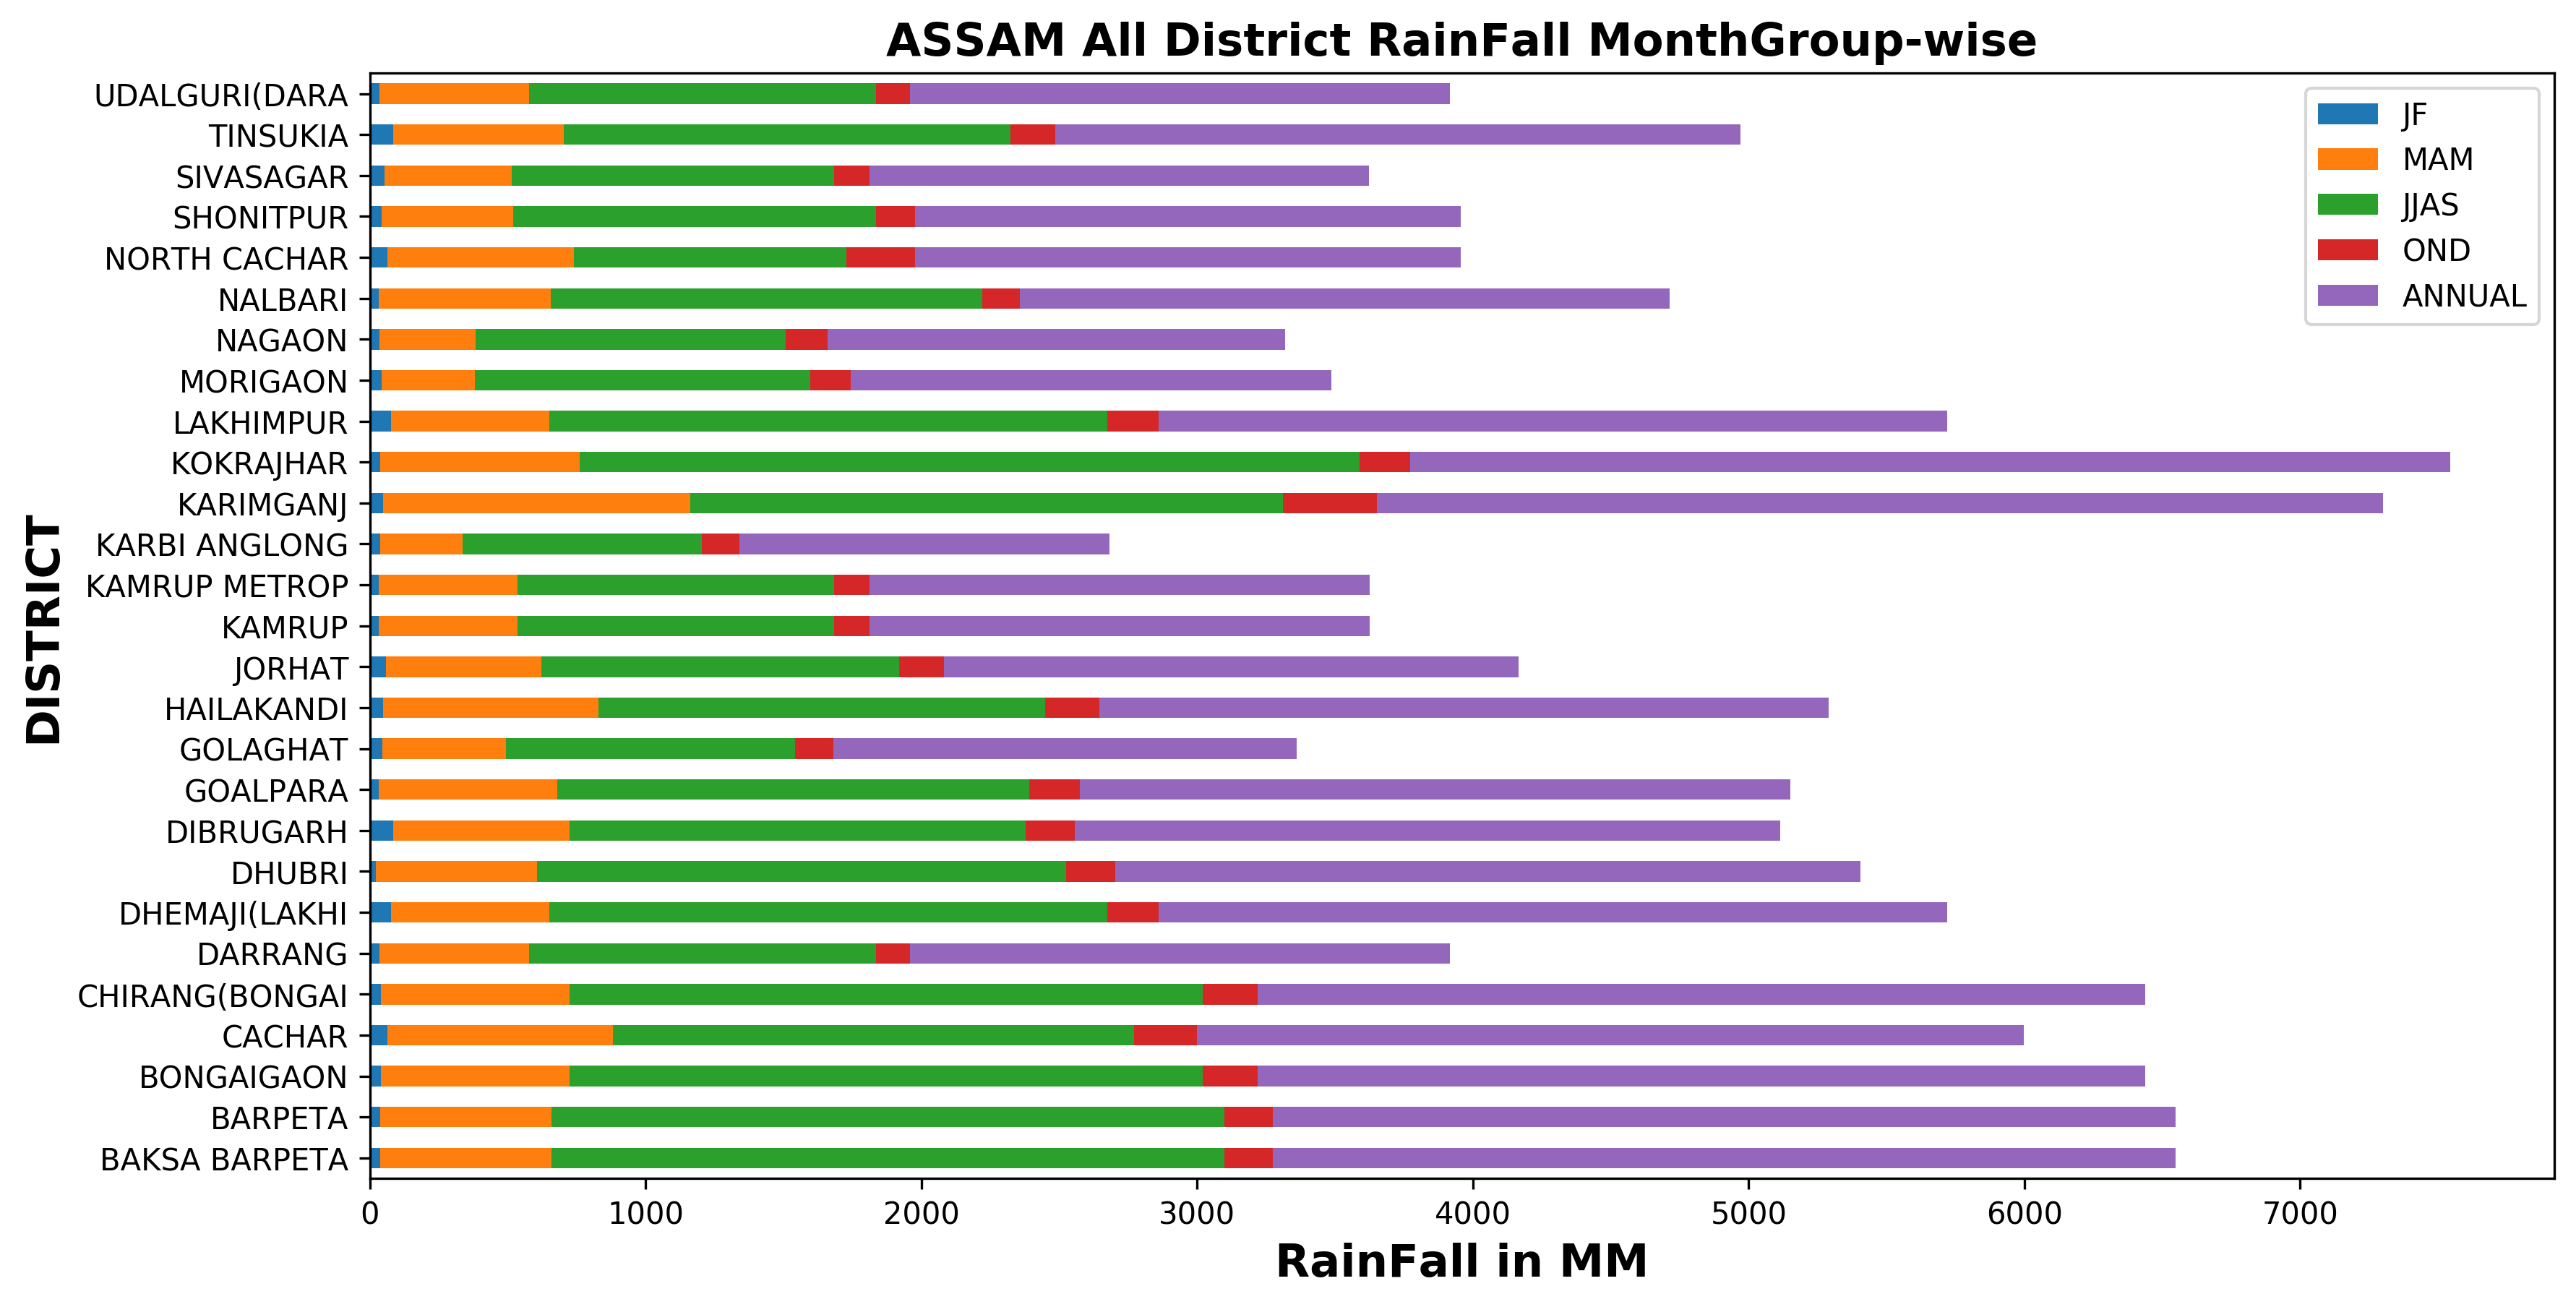 ASSAM All District RainFall MonthGroup-wise
UDALGURI(DARA
TINSUKIA
SIVASAGAR
SHONITPUR
NORTH CACHAR
NALBARI
NAGAON
MORIGAON
LAKHIMPUR
KOKRAJHAR
KARIMGANJ
KARBI ANGLONG
KAMRUP METROP
KAMRUP
JORHAT
HAILAKANDI
GOLAGHAT
GOALPARA
DIBRUGARH
DHUBRI
DHEMAJI(LAKHI
DARRANG
CHIRANG(BONGAI
CACHAR
BONGAIGAON
BARPETA
BAKSA BARPETA
DISTRICT
JF
MAM
JJAS
OND
ANNUAL
0 1000 2000 3000 4000 5000 6000 7000
RainFall in MM